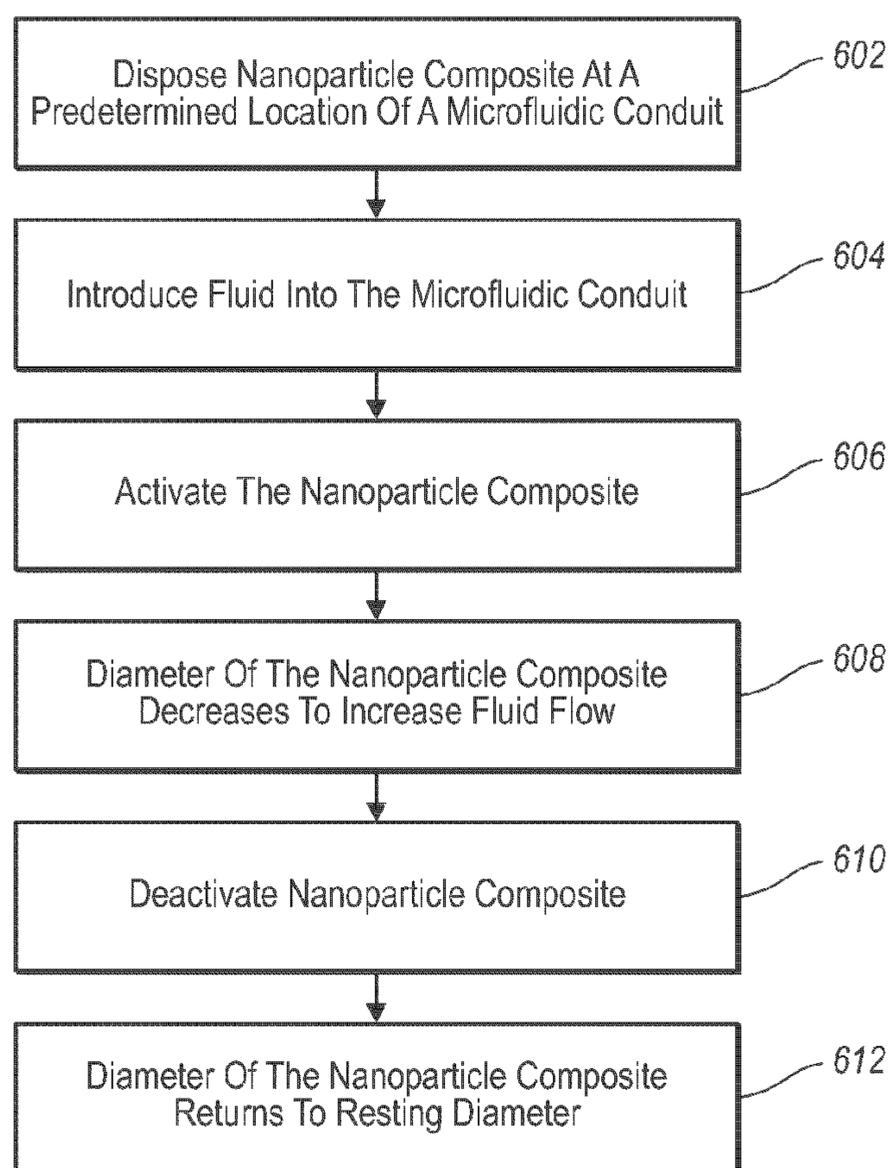 Dispose Nanoparticle Composite At A
Predetermined Location Of A Microfluidic Conduit
602
Introduce Fluid Into The Microfluidic Conduit
604
Activate The Nanoparticle Composite
606
Diameter Of The Nanoparticle Composite
Decreases To Increase Fluid Flow
608
Deactivate Nanoparticle Composite
610
Diameter Of The Nanoparticle Composite
Returns To Resting Diameter
612